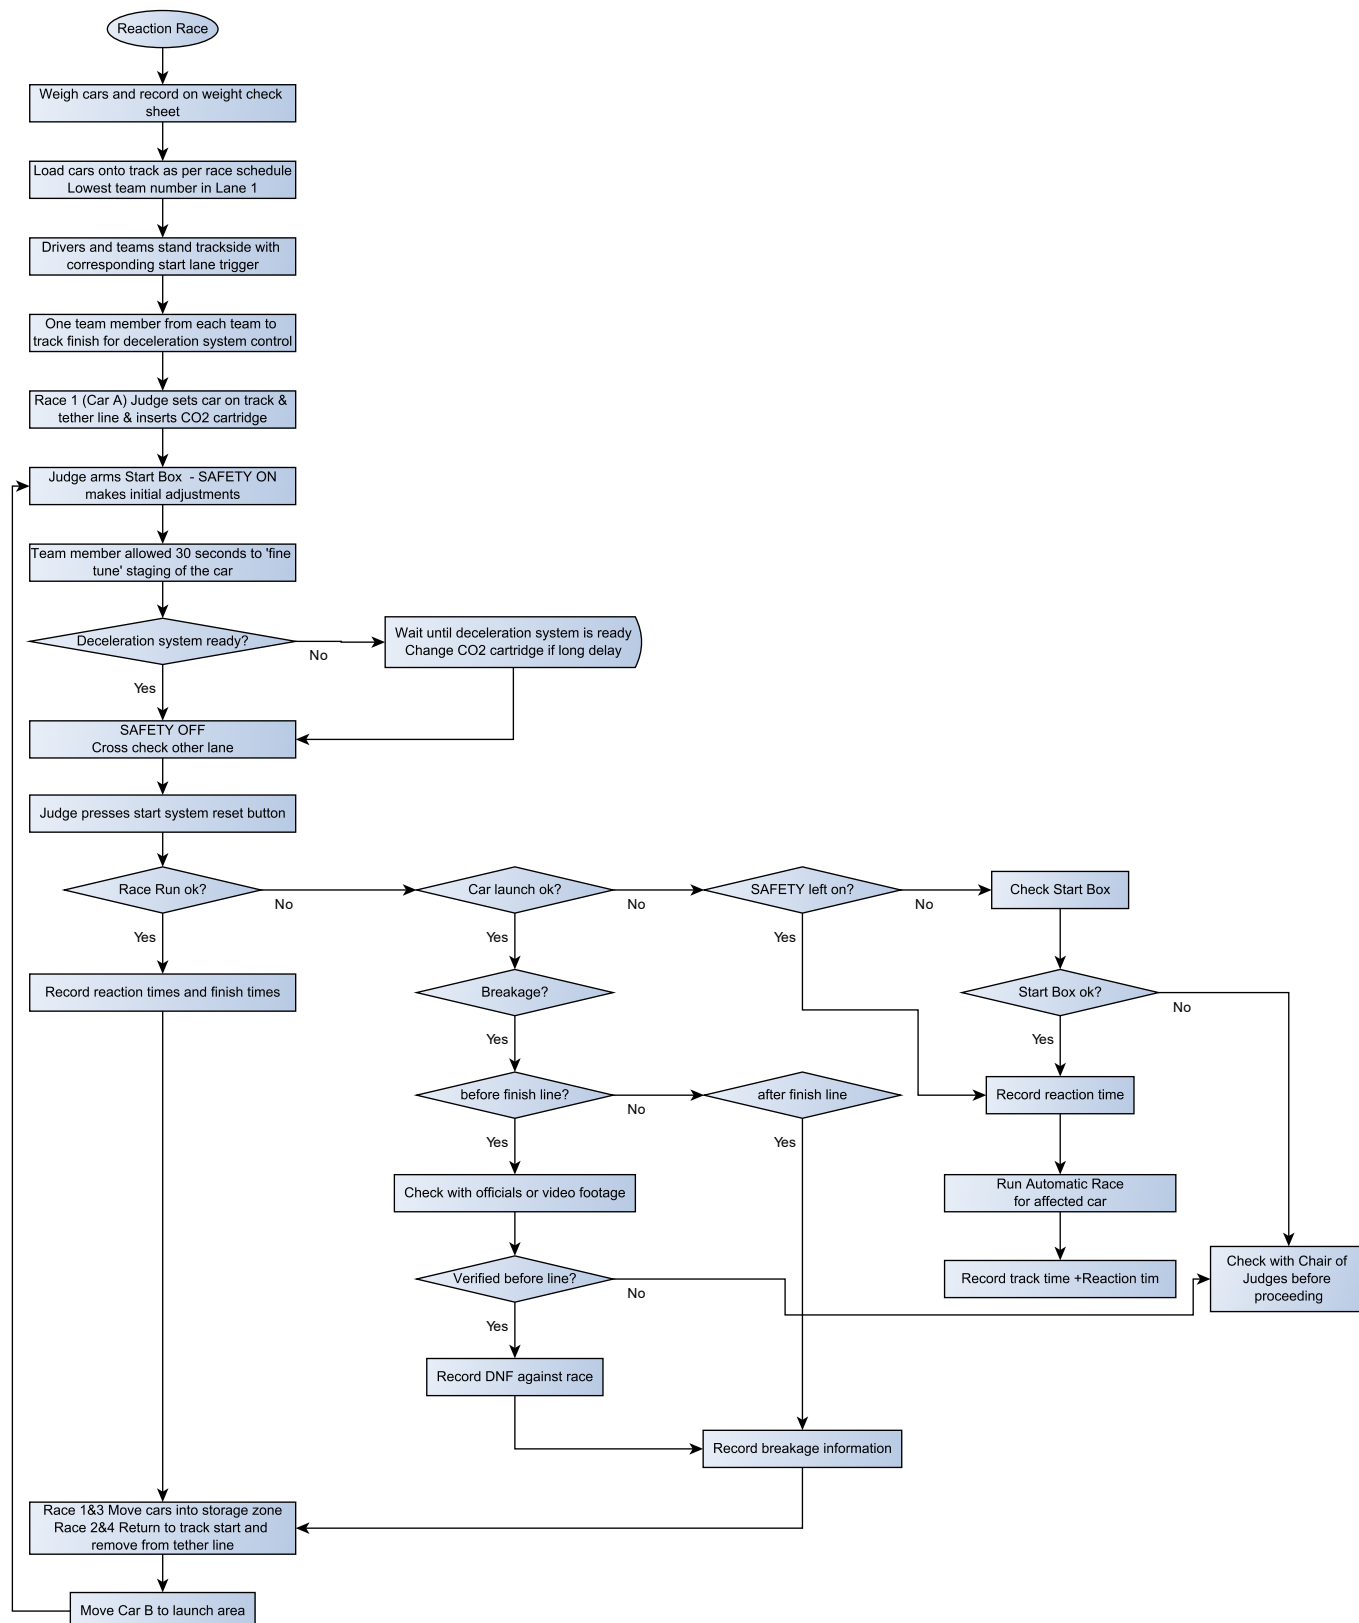 Reaction Race
Weigh cars and record on weight check
sheet
Load cars onto track as per race schedule
Lowest team number in Lane 1
Drivers and teams stand trackside with
corresponding start lane trigger
One team member from each team to
track finish for deceleration system control
Race 1 (Car A) Judge sets car on track &
tether line & inserts CO2 cartridge
Judge arms Start Box - SAFETY ON
makes initial adjustments
Team member allowed 30 seconds to 'fine
tune' staging of the car
Deceleration system ready?
No
Wait until deceleration system is ready
Change CO2 cartridge if long delay
Yes
SAFETY OFF
Cross check other lane
Judge presses start system reset button
Race Run ok?
No
Car launch ok?
No
SAFETY left on?
No
Check Start Box
Yes
Yes
Yes
Record reaction times and finish times
Breakage?
Start Box ok?
No
Yes
Yes
before finish line?
No
after finish line
Record reaction time
Yes
Yes
Check with officials or video footage
Run Automatic Race
for affected car
Verified before line?
No
Record track time +Reaction tim
Check with Chair of
Judges before
proceeding
Yes
Record DNF against race
Record breakage information
Race 1&3 Move cars into storage zone
Race 2&4 Return to track start and
remove from tether line
Move Car B to launch area